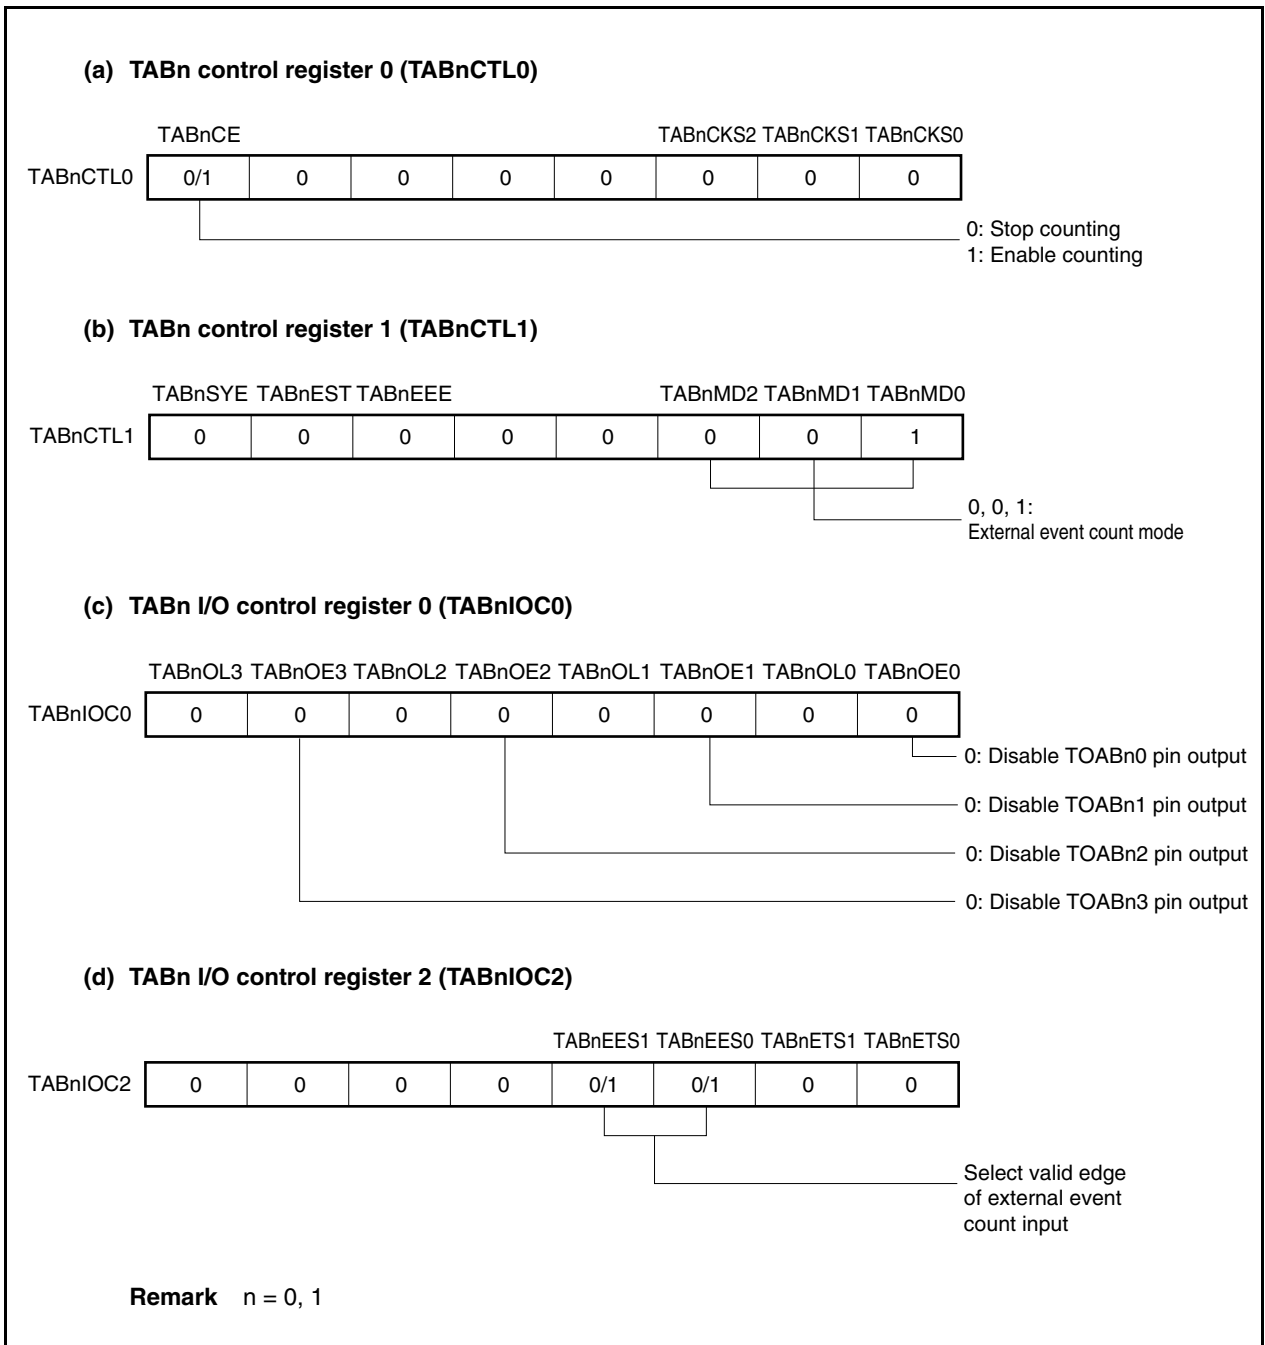 (a) TABn control register 0 (TABnCTL0)
TABnCE TABnCKS2 TABnCKS1 TABnCKS0
TABnCTL0 0/1 0 0 0 0 0 0 0
0: Stop counting
1: Enable counting
(b) TABn control register 1 (TABnCTL1)
TABnSYE TABnEST TABnEEE TABnMD2 TABnMD1 TABnMD0
TABnCTL1 0 0 0 0 0 0 0 1
0, 0, 1:
External event count mode
(c) TABn I/O control register 0 (TABnIOC0)
TABnOL3 TABnOE3 TABnOL2 TABnOE2 TABnOL1 TABnOE1 TABnOL0 TABnOE0
TABnIOC0 0 0 0 0 0 0 0 0
0: Disable TOABn0 pin output
0: Disable TOABn1 pin output
0: Disable TOABn2 pin output
0: Disable TOABn3 pin output
(d) TABn I/O control register 2 (TABnIOC2)
TABnEES1 TABnEES0 TABnETS1 TABnETS0
TABnIOC2 0 0 0 0 0/1 0/1 0 0
Select valid edge
of external event
count input
Remark n = 0, 1